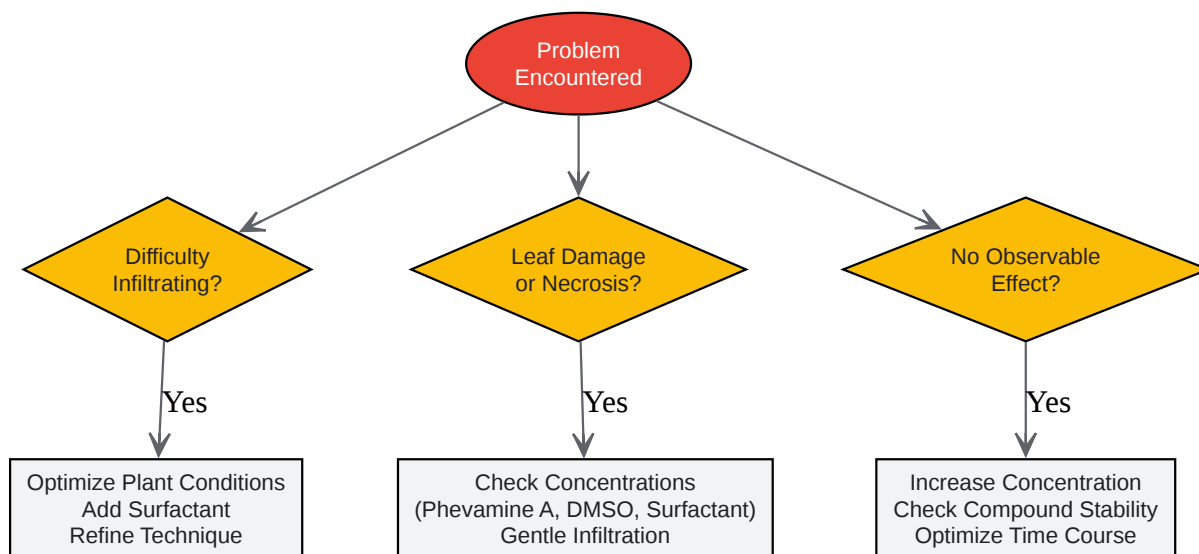 Problem
Encountered
Difficulty
Infiltrating?
Leaf Damage
or Necrosis?
No Observable
Effect?
Yes
Yes
Yes
Optimize Plant Conditions
Add Surfactant
Refine Technique
Check Concentrations
(Phevamine A, DMSO, Surfactant)
Gentle Infiltration
Increase Concentration
Check Compound Stability
Optimize Time Course